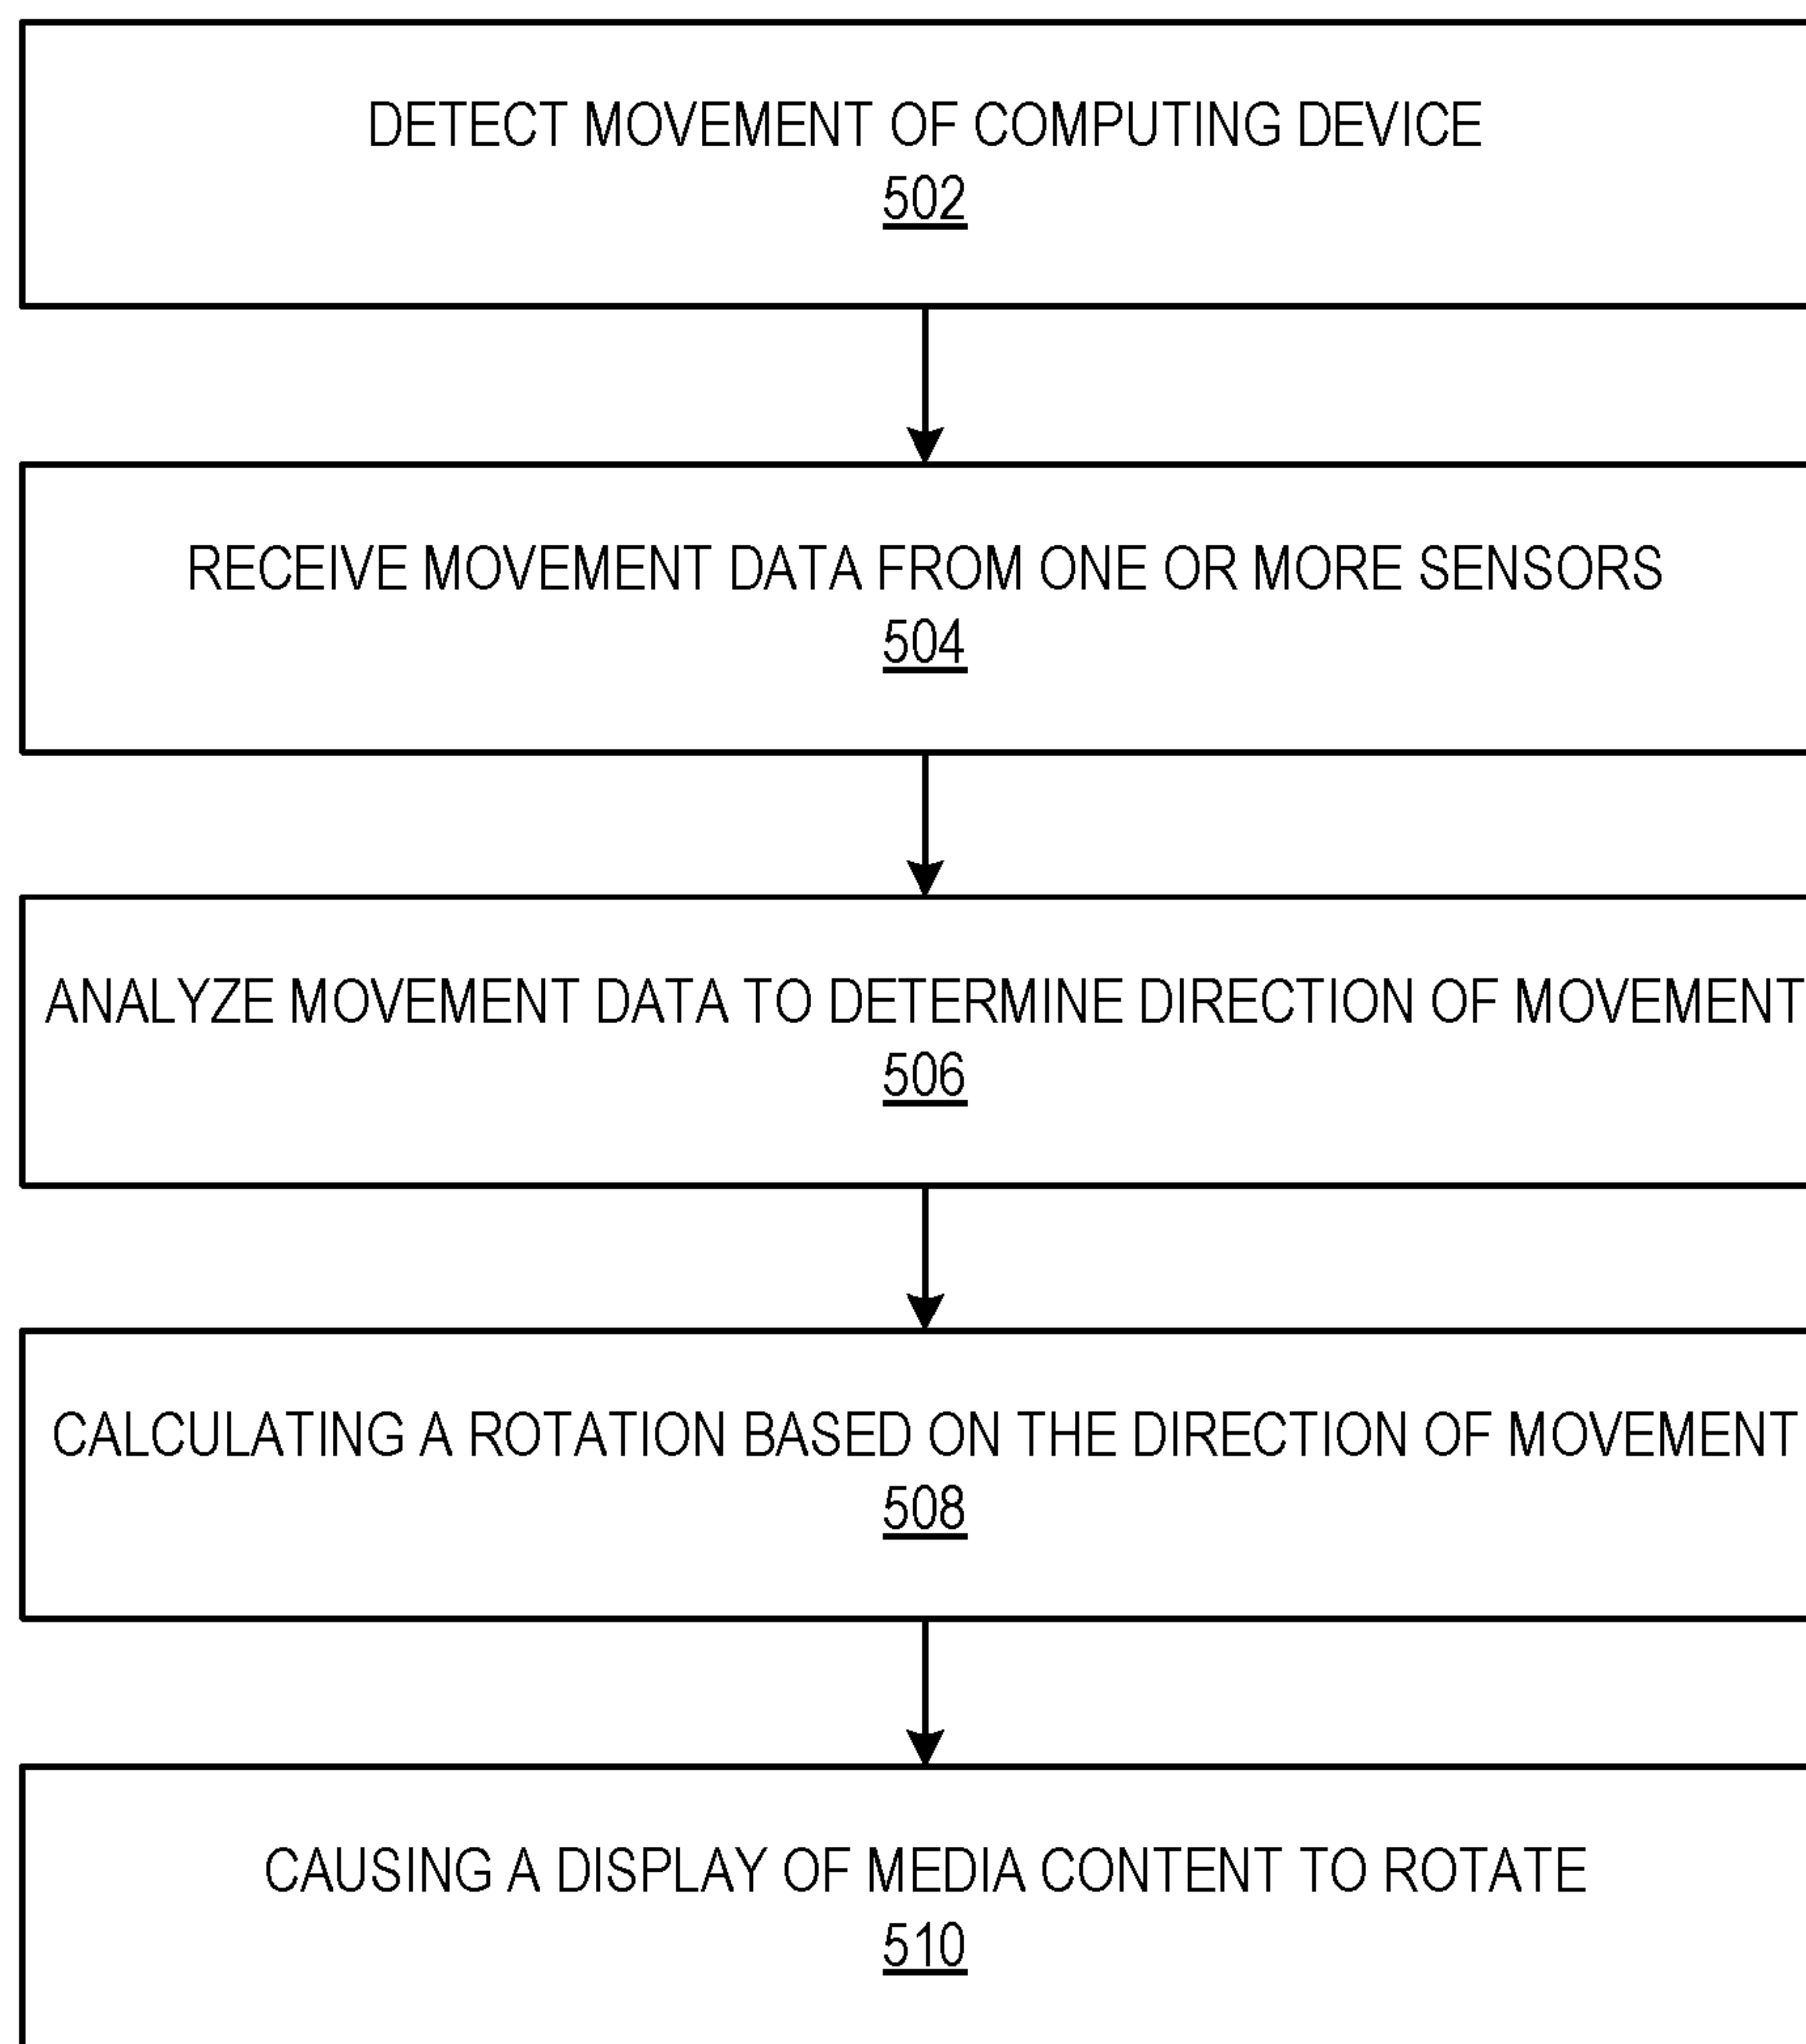 DETECT MOVEMENT OF COMPUTING DEVICE
502
RECEIVE MOVEMENT DATA FROM ONE OR MORE SENSORS
504
ANALYZE MOVEMENT DATA TO DETERMINE DIRECTION OF MOVEMENT
506
CALCULATING A ROTATION BASED ON THE DIRECTION OF MOVEMENT
508
CAUSING A DISPLAY OF MEDIA CONTENT TO ROTATE
510